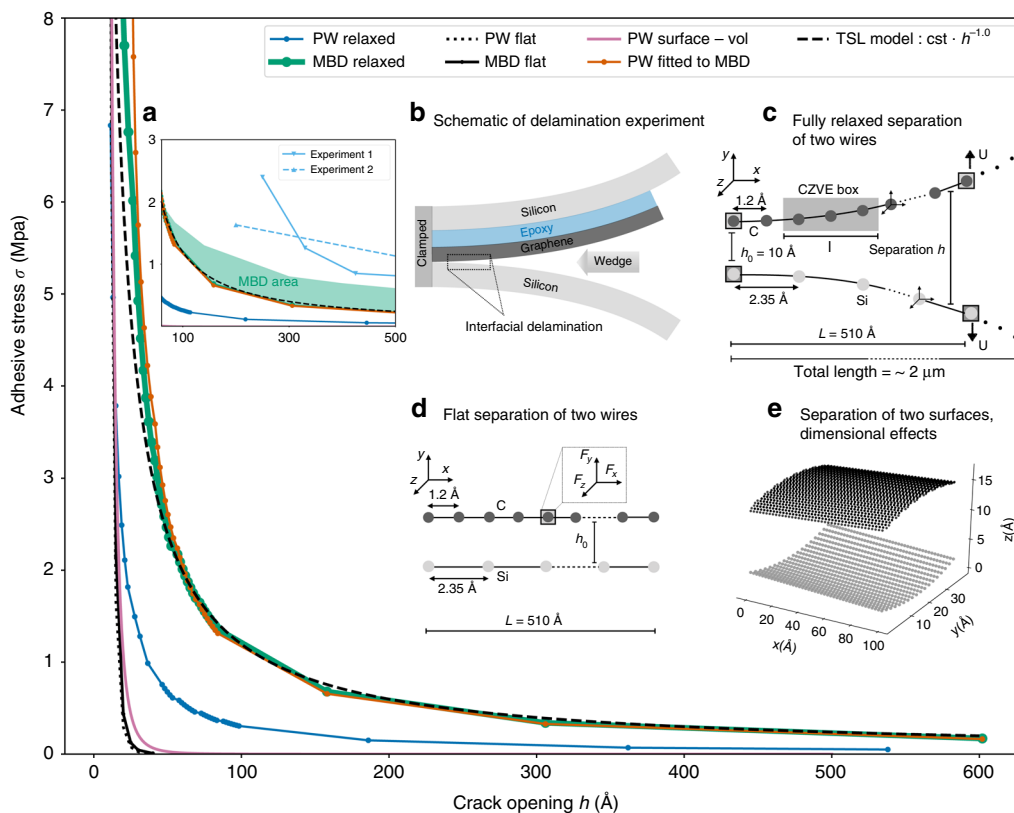 8
7
6
5
4
3
2
1
0
Adhesive stress σ (Mpa)
0
100
200
300
400
500
600
Crack opening h (Å)
PW relaxed
MBD relaxed
PW flat
MBD flat
PW surface – vol
PW fitted to MBD
TSL model : cst · h⁻¹·⁰
a
3
2
1
100
300
500
Experiment 1
Experiment 2
MBD area
b Schematic of delamination experiment
Clamped
Silicon
Epoxy
Graphene
Silicon
Wedge
Interfacial delamination
c Fully relaxed separation
of two wires
y
x
z
U
CZVE box
1.2 Å
C
l
h₀ = 10 Å
Separation h
2.35 Å
Si
U
L = 510 Å
Total length = ~ 2 μm
d Flat separation of two wires
y
x
z
Fy
Fx
Fz
1.2 Å
C
h₀
Si
2.35 Å
L = 510 Å
e Separation of two surfaces,
dimensional effects
15
10
5
0
z(Å)
30
20
10
y(Å)
0
20
40
60
80
100
x(Å)